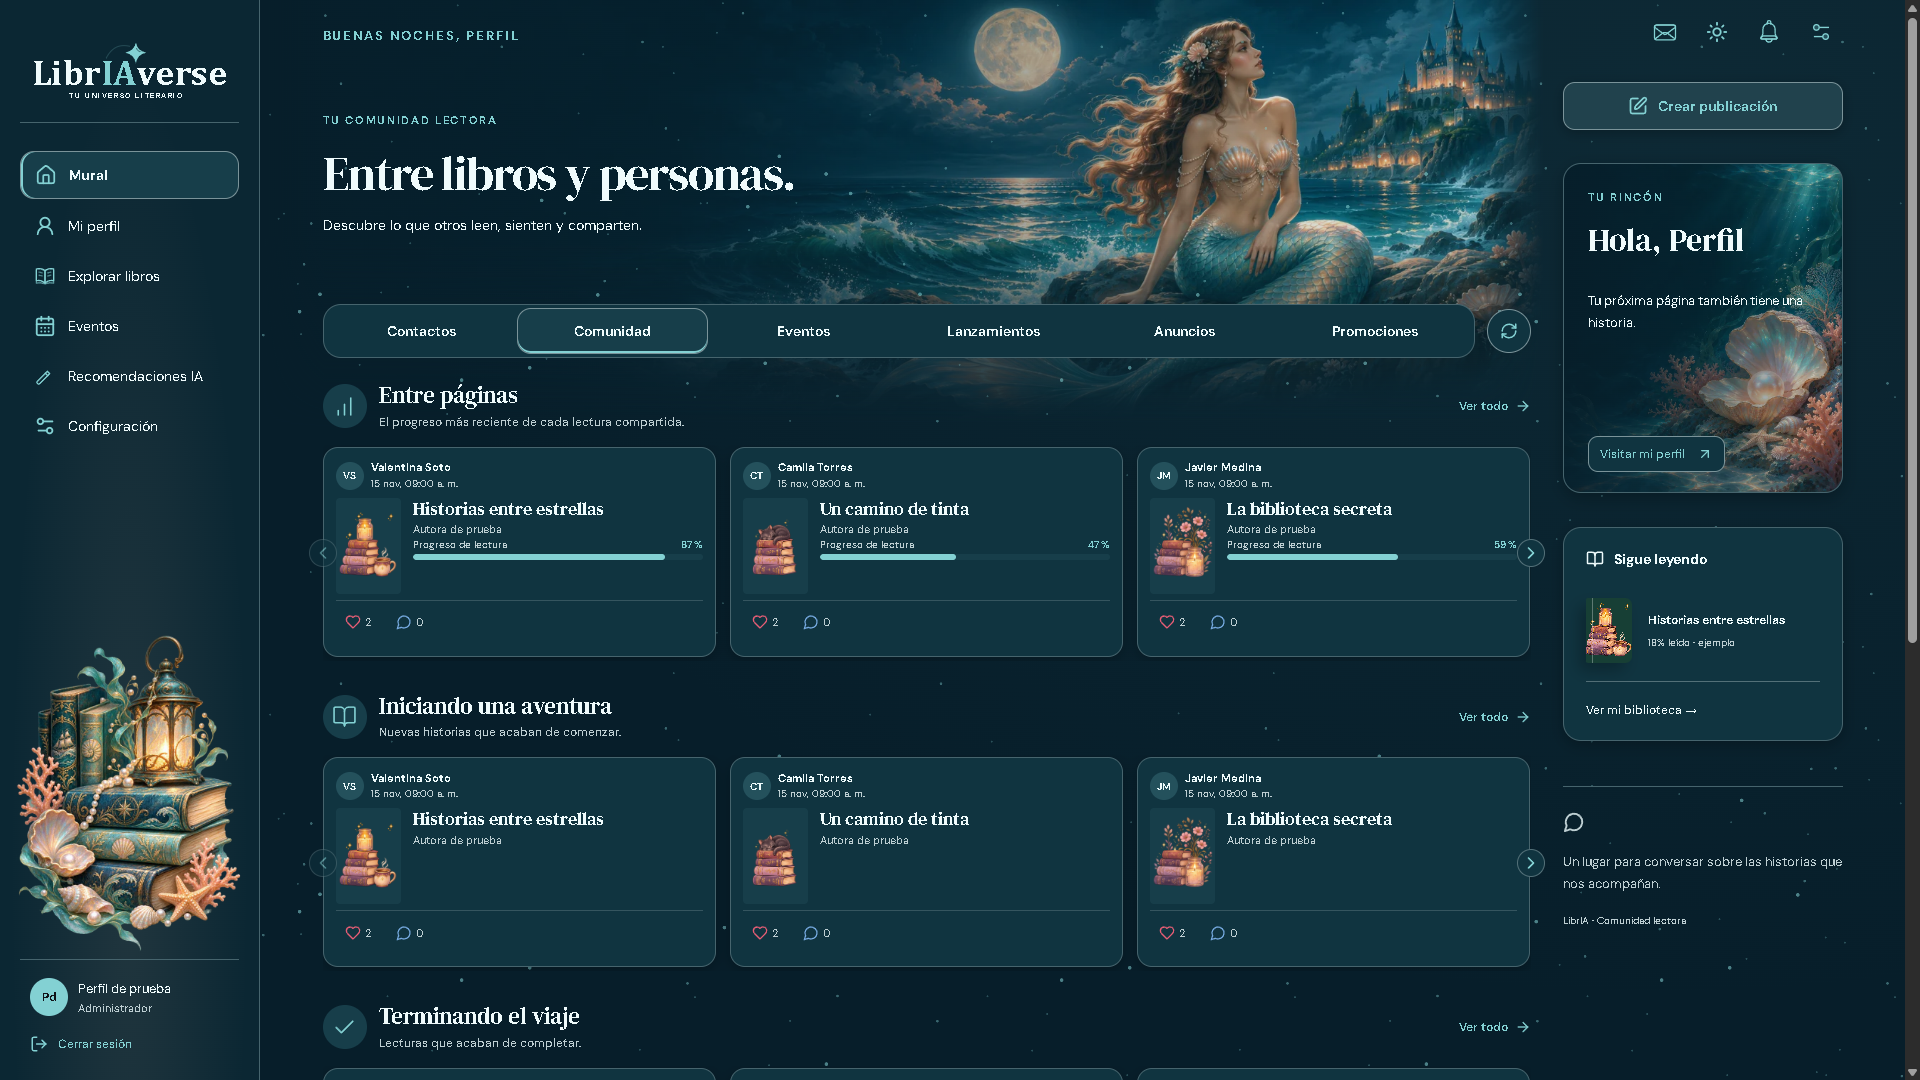 LibrIAverse
TU UNIVERSO LITERARIO
Mural
Mi perfil
Explorar libros
Eventos
Recomendaciones IA
Configuración
Perfil de prueba
Pd
Administrador
Cerrar sesión
BUENAS NOCHES, PERFIL
TU COMUNIDAD LECTORA
Entre libros y personas.
Descubre lo que otros leen, sienten y comparten.
Contactos
Comunidad
Eventos
Lanzamientos
Anuncios
Promociones
Entre páginas
El progreso más reciente de cada lectura compartida.
Ver todo →
VS
Valentina Soto
15 nov, 09:00 a. m.
Historias entre estrellas
Autora de prueba
Progreso de lectura 87%
2 0
CT
Camila Torres
15 nov, 09:00 a. m.
Un camino de tinta
Autora de prueba
Progreso de lectura 47%
2 0
JM
Javier Medina
15 nov, 09:00 a. m.
La biblioteca secreta
Autora de prueba
Progreso de lectura 59%
2 0
Iniciando una aventura
Nuevas historias que acaban de comenzar.
Ver todo →
VS
Valentina Soto
15 nov, 09:00 a. m.
Historias entre estrellas
Autora de prueba
2 0
CT
Camila Torres
15 nov, 09:00 a. m.
Un camino de tinta
Autora de prueba
2 0
JM
Javier Medina
15 nov, 09:00 a. m.
La biblioteca secreta
Autora de prueba
2 0
Terminando el viaje
Lecturas que acaban de completar.
Ver todo →
Crear publicación
TU RINCÓN
Hola, Perfil
Tu próxima página también tiene una
historia.
Visitar mi perfil
Sigue leyendo
Historias entre estrellas
18% leído · ejemplo
Ver mi biblioteca →
Un lugar para conversar sobre las historias que
nos acompañan.
LibrIA · Comunidad lectora